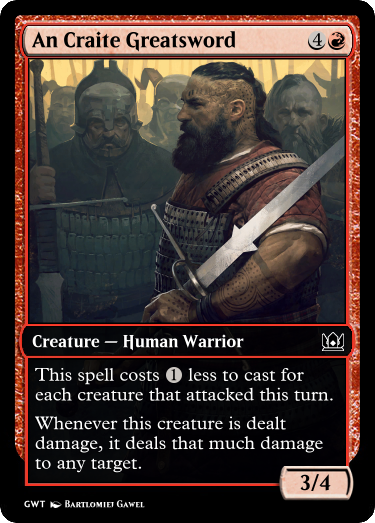 An Craite Greatsword 4
Creature — Human Warrior
This spell costs 1 less to cast for
each creature that attacked this turn.
Whenever this creature is dealt
damage, it deals that much damage
to any target.
3/4
GWT Bartlomiej Gawel